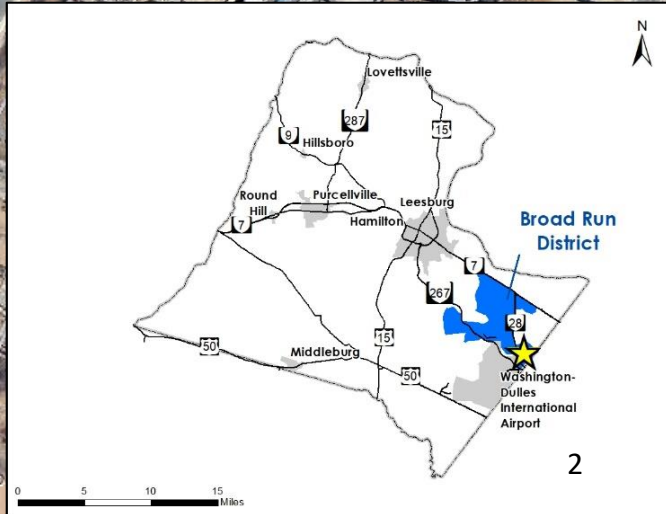 N
Lovettsville
287
9
Hillsboro
15
Round
Hill
Purcellville
Leesburg
7
Hamilton
Broad Run
District
7
267
28
15
50
Middleburg
50
Washington-
Dulles
International
Airport
2
0 5 10 15
Miles